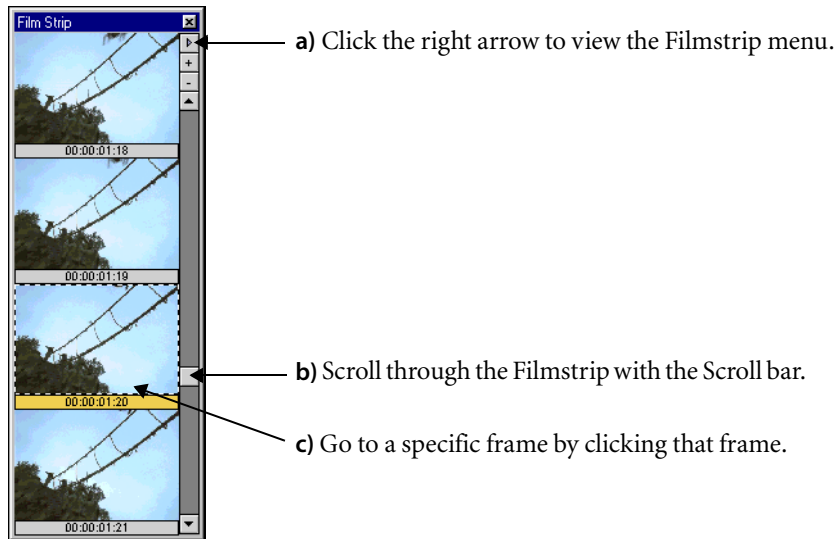 Film Strip
a) Click the right arrow to view the Filmstrip menu.
+
-
00:00:01:18
00:00:01:19
00:00:01:20
b) Scroll through the Filmstrip with the Scroll bar.
c) Go to a specific frame by clicking that frame.
00:00:01:21